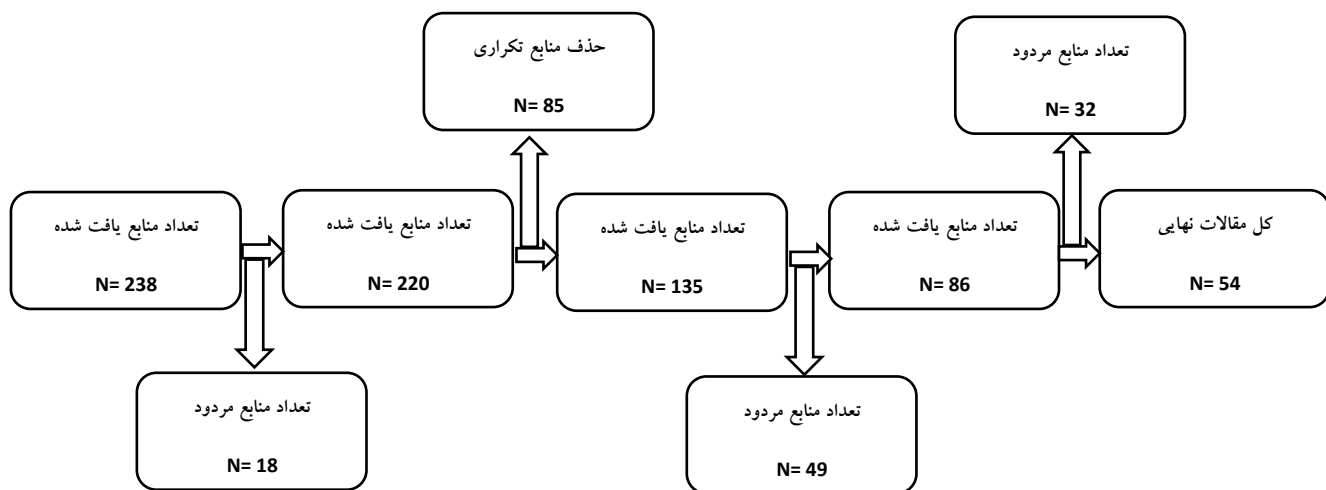 حذف منابع تکراری
N= 85
تعداد منابع مردود
N= 32
تعداد منابع یافت شده
N= 238
تعداد منابع یافت شده
N= 220
تعداد منابع یافت شده
N= 135
تعداد منابع یافت شده
N= 86
کل مقالات نهایی
N= 54
تعداد منابع مردود
N= 18
تعداد منابع مردود
N= 49